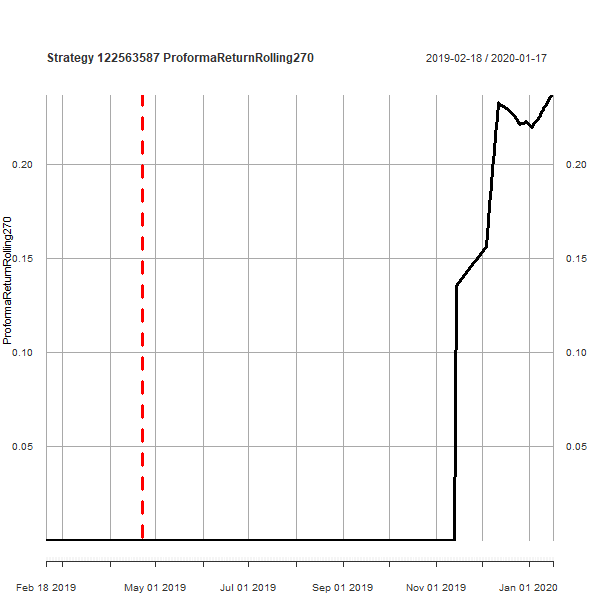 Strategy 122563587 ProformaReturnRolling270
2019-02-18 / 2020-01-17
ProformaReturnRolling270
0.20 0.20
0.15 0.15
0.10 0.10
0.05 0.05
Feb 18 2019 May 01 2019 Jul 01 2019 Sep 01 2019 Nov 01 2019 Jan 01 2020